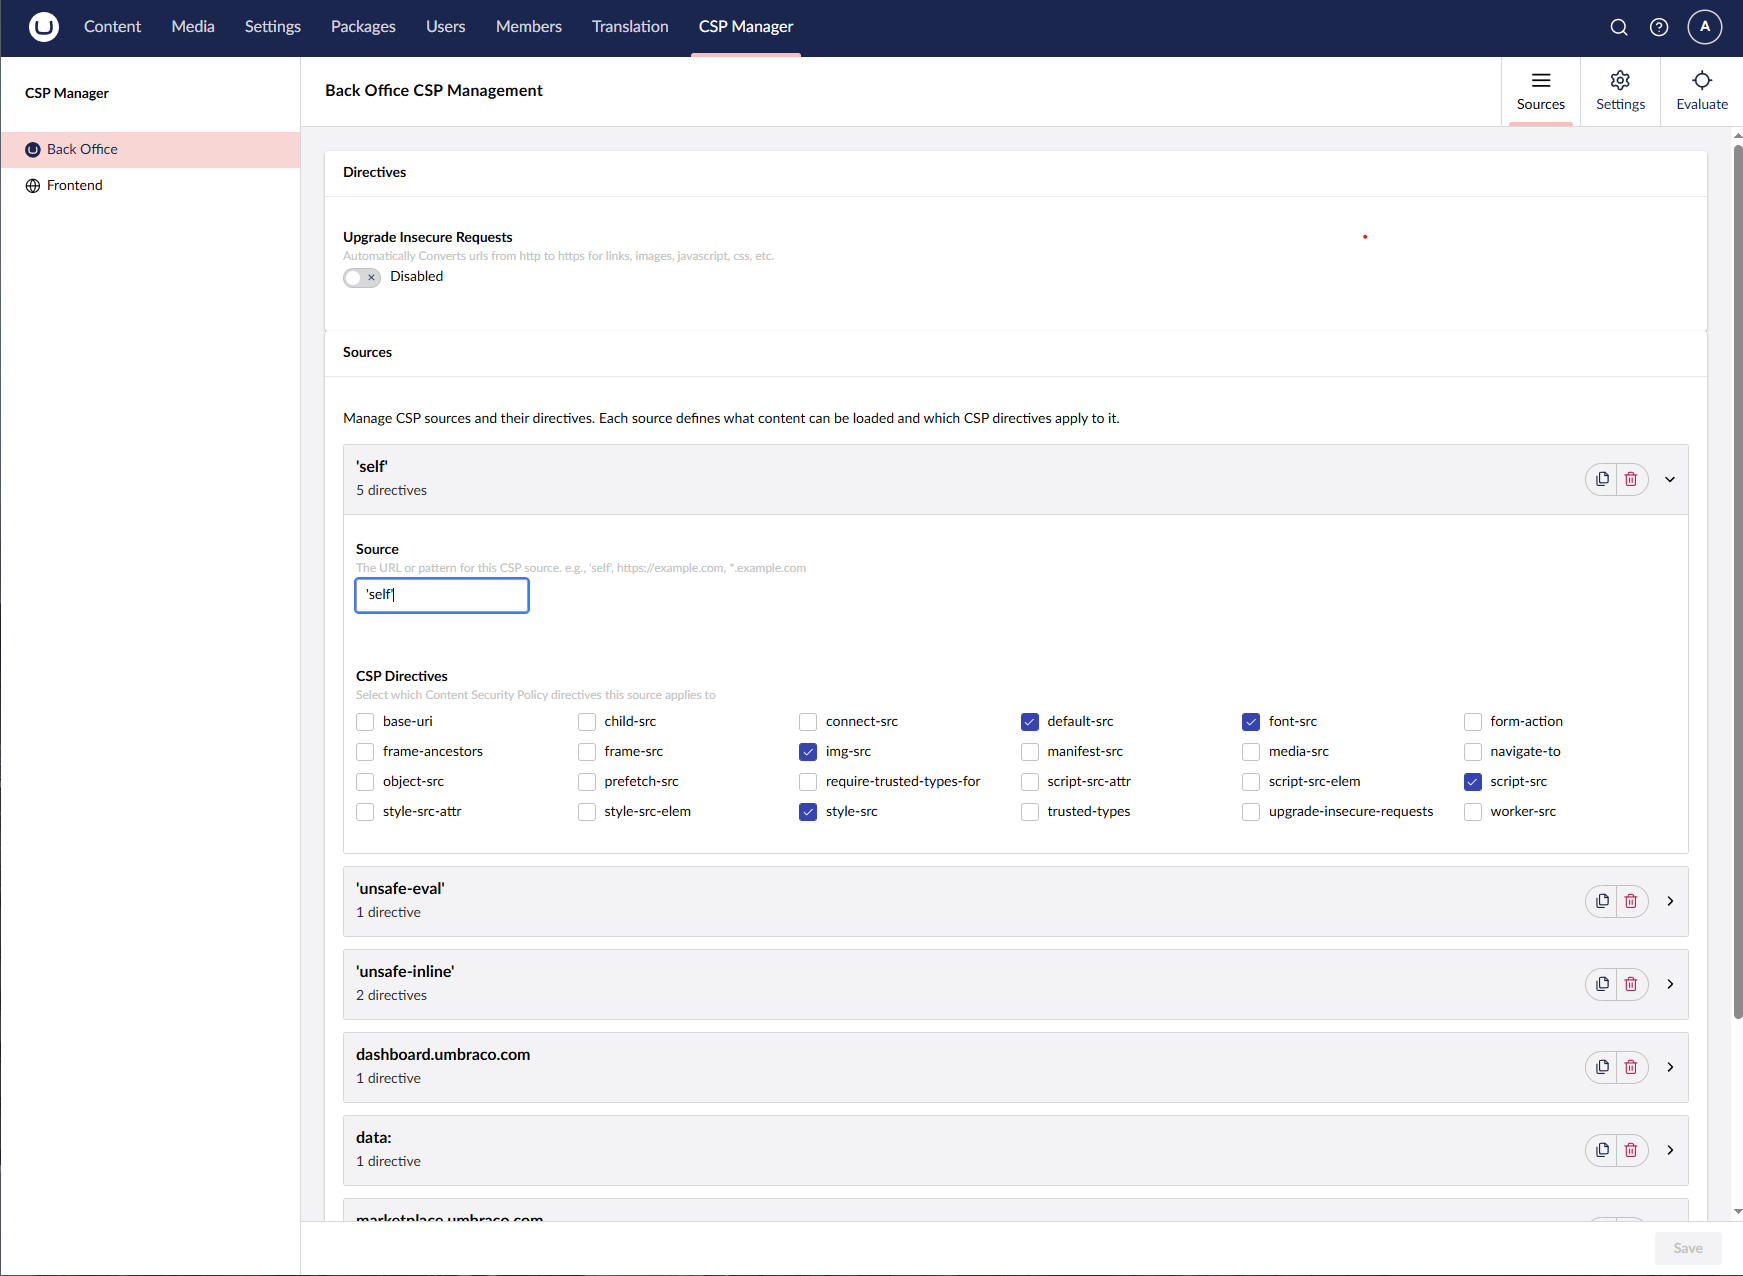 Content Media Settings Packages Users Members Translation CSP Manager A
CSP Manager
Back Office
Frontend
Back Office CSP Management
Sources Settings Evaluate
Directives
Upgrade Insecure Requests
Automatically Converts urls from http to https for links, images, javascript, css, etc.
Disabled
Sources
Manage CSP sources and their directives. Each source defines what content can be loaded and which CSP directives apply to it.
'self'
5 directives
Source
The URL or pattern for this CSP source. e.g., 'self', https://example.com, *.example.com
'self'
CSP Directives
Select which Content Security Policy directives this source applies to
base-uri child-src connect-src default-src font-src form-action
frame-ancestors frame-src img-src manifest-src media-src navigate-to
object-src prefetch-src require-trusted-types-for script-src-attr script-src-elem script-src
style-src-attr style-src-elem style-src trusted-types upgrade-insecure-requests worker-src
'unsafe-eval'
1 directive
'unsafe-inline'
2 directives
dashboard.umbraco.com
1 directive
data:
1 directive
marketplace.umbraco.com
Save